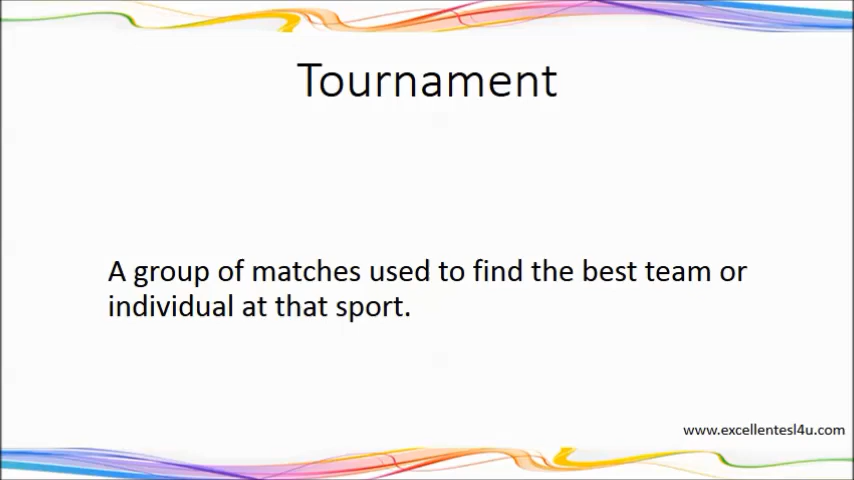 Tournament
A group of matches used to find the best team or
individual at that sport.
www.excellentesl4u.com